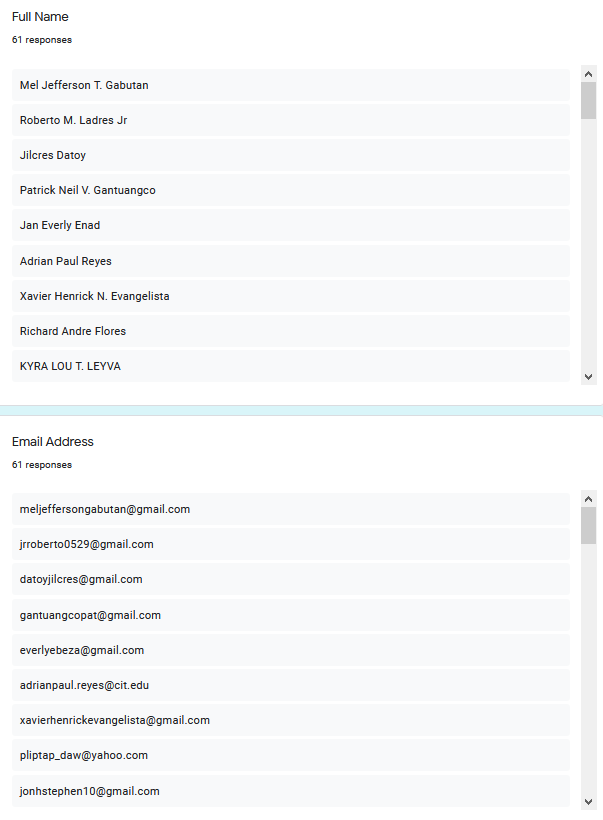 Full Name
61 responses
Mel Jefferson T. Gabutan
Roberto M. Ladres Jr
Jilcres Datoy
Patrick Neil V. Gantuangco
Jan Everly Enad
Adrian Paul Reyes
Xavier Henrick N. Evangelista
Richard Andre Flores
KYRA LOU T. LEYVA
Email Address
61 responses
meljeffersongabutan@gmail.com
jrroberto0529@gmail.com
datoyjilcres@gmail.com
gantuangcopat@gmail.com
everlyebeza@gmail.com
adrianpaul.reyes@cit.edu
xavierhenrickevangelista@gmail.com
pliptap_daw@yahoo.com
jonhstephen10@gmail.com